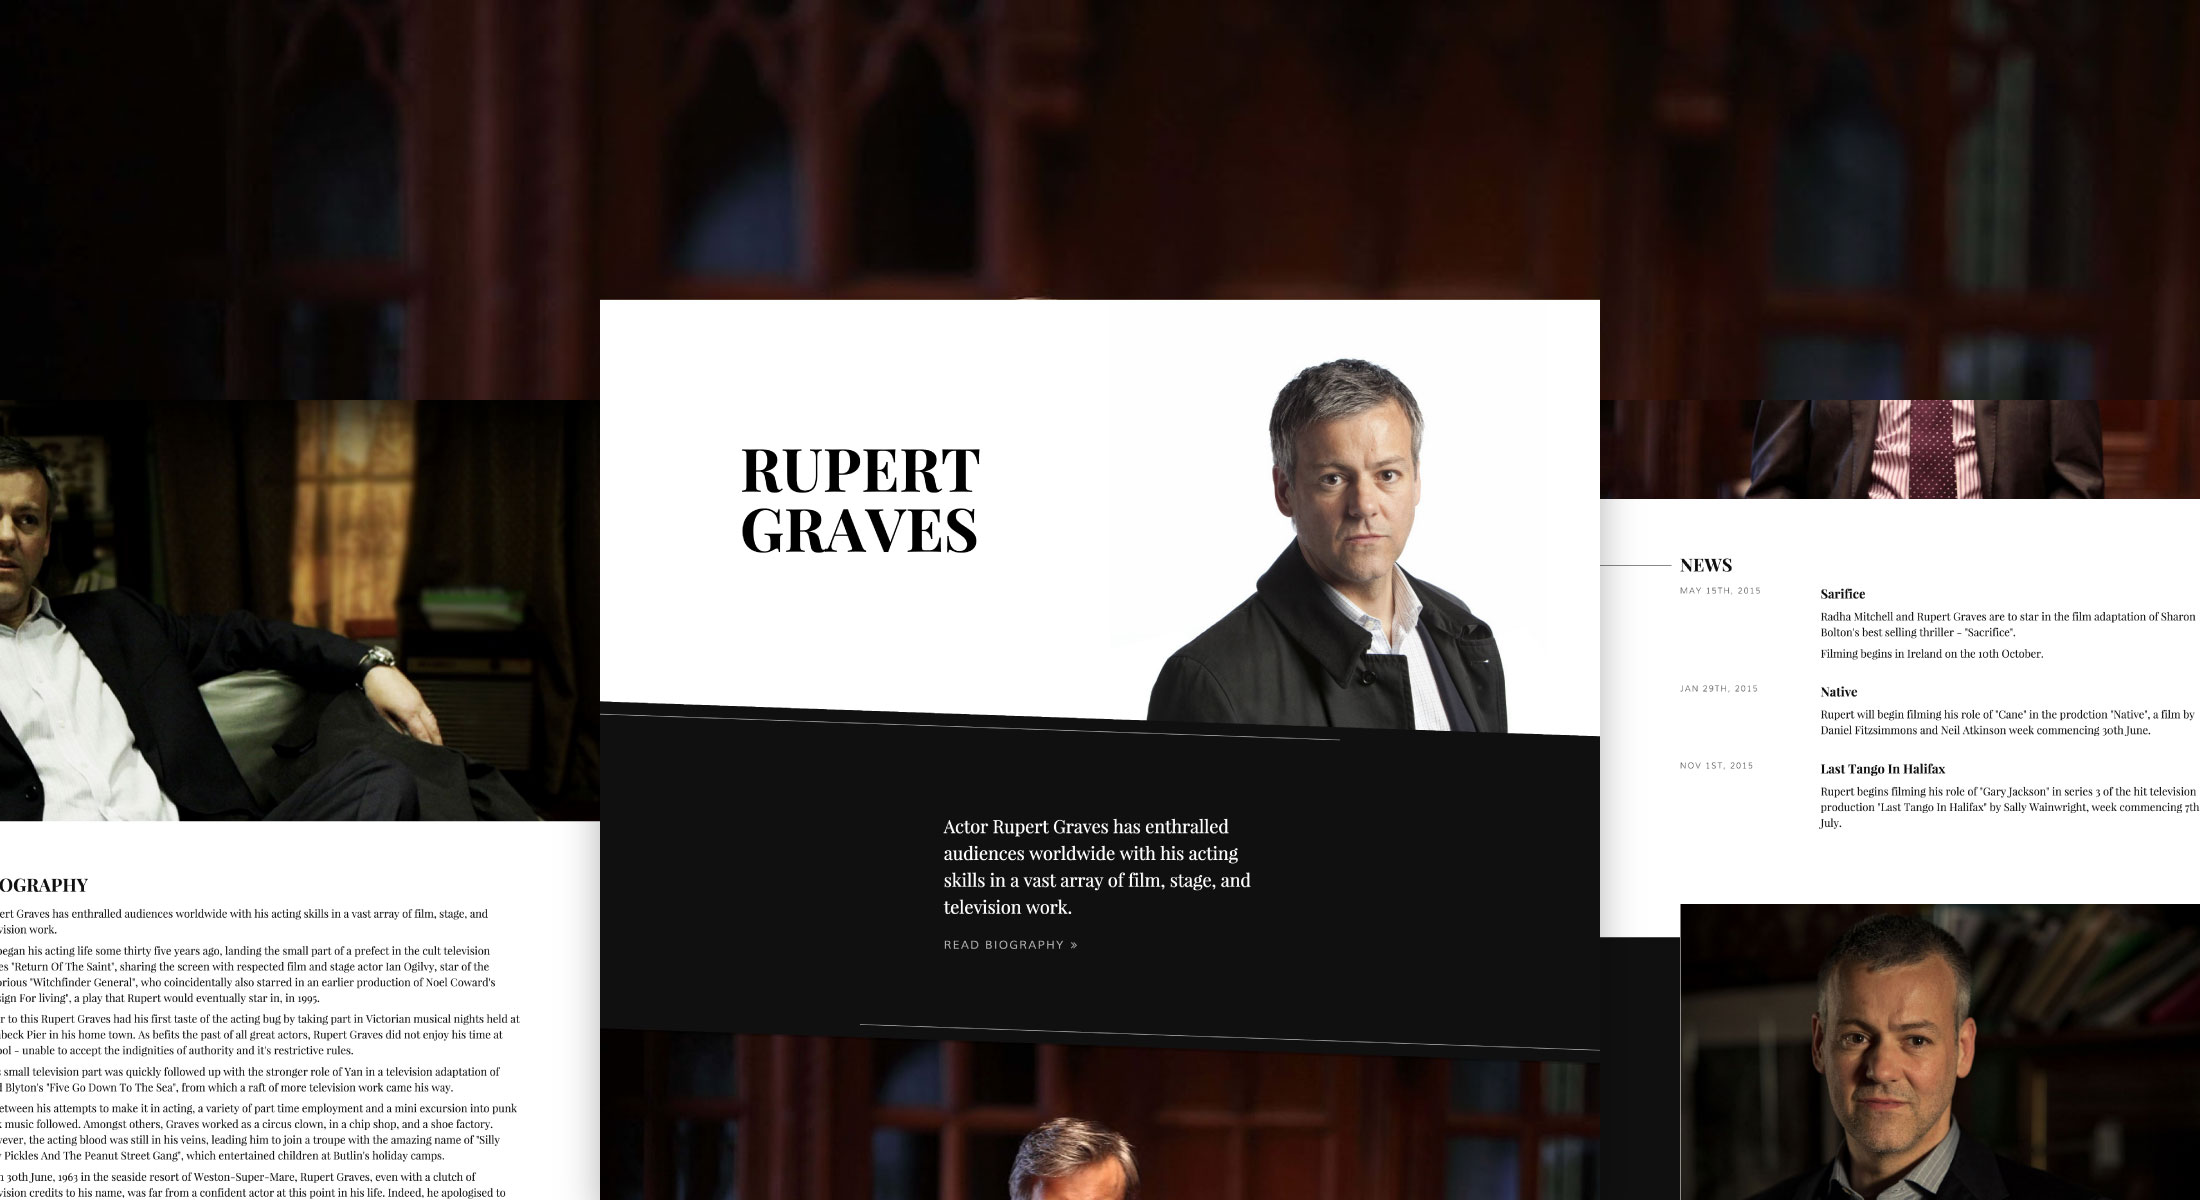 RUPERT
GRAVES
Actor Rupert Graves has enthralled
audiences worldwide with his acting
skills in a vast array of film, stage, and
television work.
READ BIOGRAPHY »
OGRAPHY
ert Graves has enthralled audiences worldwide with his acting skills in a vast array of film, stage, and
vision work.
began his acting life some thirty five years ago, landing the small part of a prefect in the cult television
es "Return Of The Saint", sharing the screen with respected film and stage actor Ian Ogilvy, star of the
orious "Witchfinder General", who coincidentally also starred in an earlier production of Noel Coward's
sign For living", a play that Rupert would eventually star in, in 1995.
r to this Rupert Graves had his first taste of the acting bug by taking part in Victorian musical nights held at
beck Pier in his home town. As befits the past of all great actors, Rupert Graves did not enjoy his time at
ool - unable to accept the indignities of authority and it's restrictive rules.
small television part was quickly followed up with the stronger role of Yan in a television adaptation of
d Blyton's "Five Go Down To The Sea", from which a raft of more television work came his way.
etween his attempts to make it in acting, a variety of part time employment and a mini excursion into punk
music followed. Amongst others, Graves worked as a circus clown, in a chip shop, and a shoe factory.
ever, the acting blood was still in his veins, leading him to join a troupe with the amazing name of "Silly
Pickles And The Peanut Street Gang", which entertained children at Butlin's holiday camps.
30th June, 1963 in the seaside resort of Weston-Super-Mare, Rupert Graves, even with a clutch of
vision credits to his name, was far from a confident actor at this point in his life. Indeed, he apologised to
NEWS
MAY 15TH, 2015
Sarifice
Radha Mitchell and Rupert Graves are to star in the film adaptation of Sharon
Bolton's best selling thriller - "Sacrifice".
Filming begins in Ireland on the 10th October.
JAN 29TH, 2015
Native
Rupert will begin filming his role of "Cane" in the prodction "Native", a film by
Daniel Fitzsimmons and Neil Atkinson week commencing 30th June.
NOV 1ST, 2015
Last Tango In Halifax
Rupert begins filming his role of "Gary Jackson" in series 3 of the hit television
production "Last Tango In Halifax" by Sally Wainwright, week commencing 7th
July.